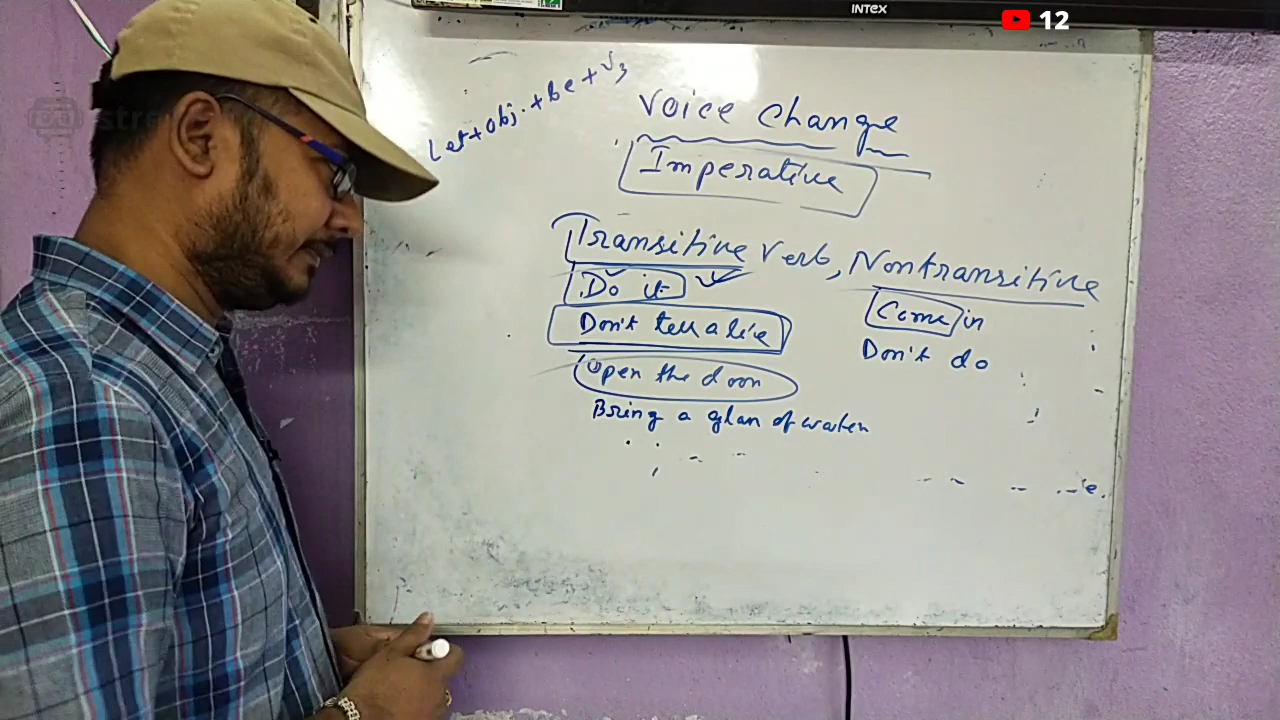 INTEX
12
Let + Obj. + be + V3
Voice Change
Imperative
Transitive Verb, Nontransitive
Do it
Come in
Don't tell a lie
Don't do
Open the door
Bring a glass of water